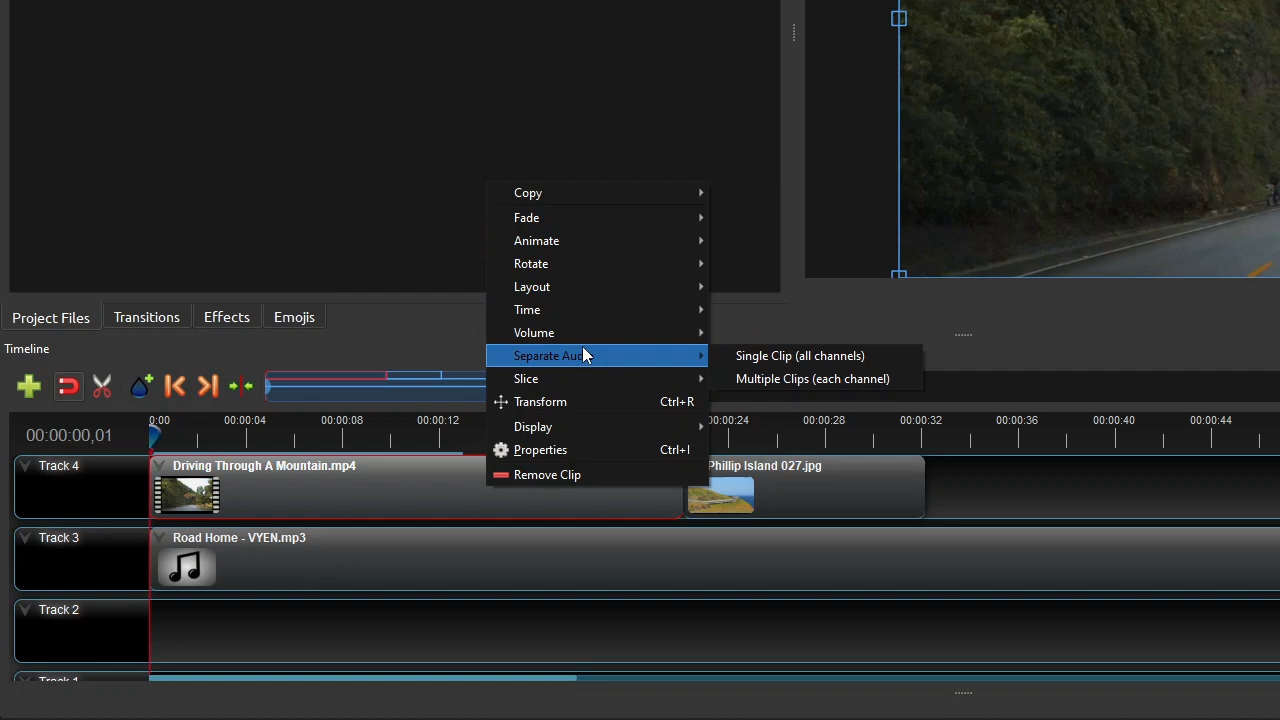 Copy
Fade
Animate
Rotate
Layout
Time
Volume
Separate
Single Clip (all channels)
Slice
Multiple Clips (each channel)
Transform Ctrl+R
Display
Properties Ctrl+I
Remove Clip
Project Files Transitions Effects Emojis
Timeline
00:00:00,01
0:00 00:00:04 00:00:08 00:00:12 00:00:28 00:00:32 00:00:36 00:00:40 00:00:44
Track 4 Driving Through A Mountain.mp4 Phillip Island 027.jpg
Track 3 Road Home - VYEN.mp3
Track 2